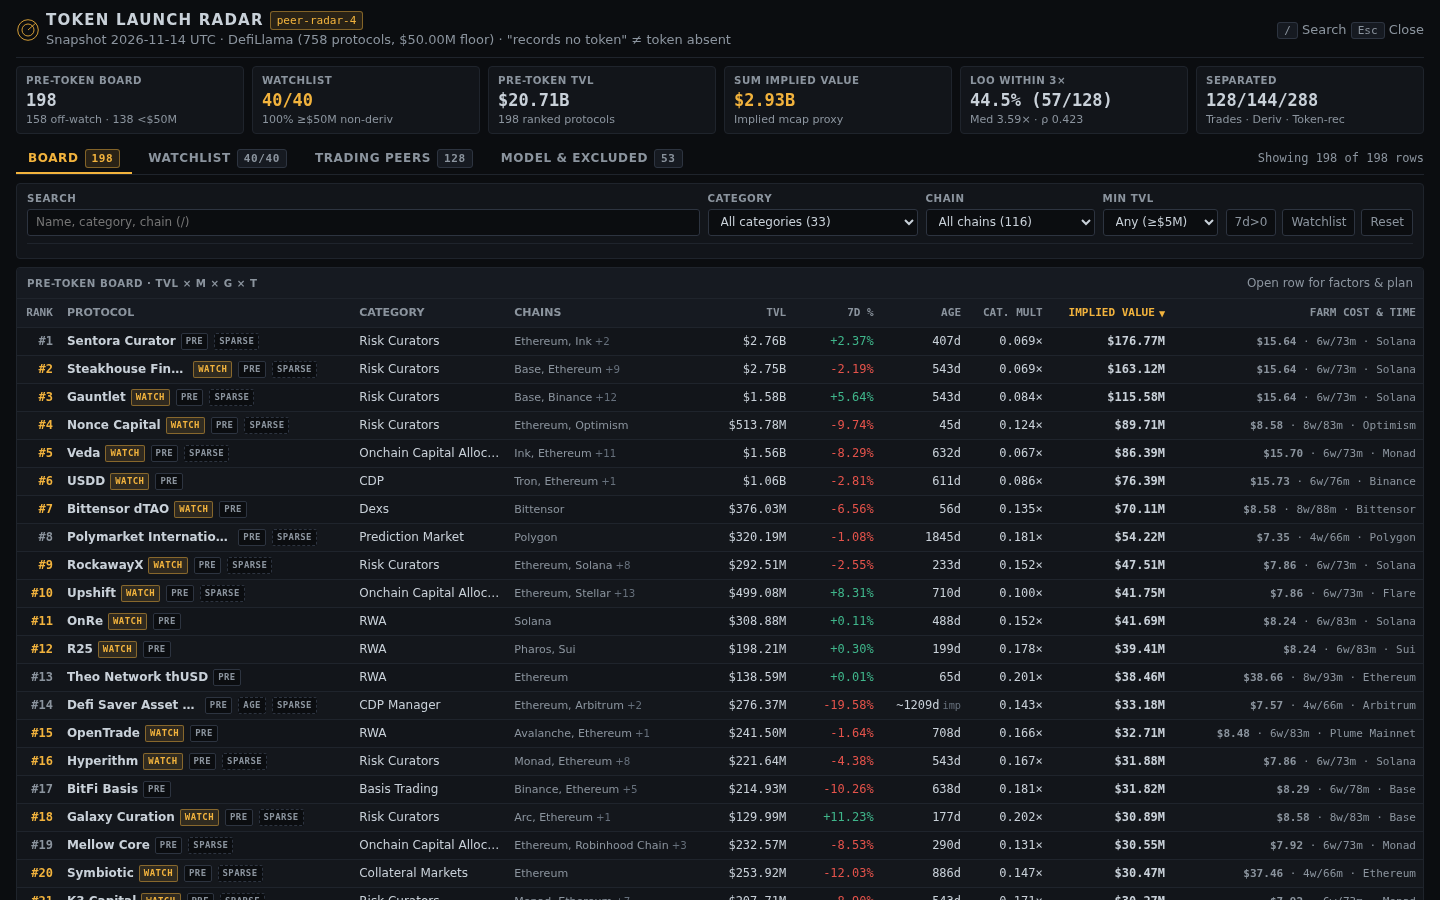 TOKEN LAUNCH RADAR peer-radar-4
Snapshot 2026-11-14 UTC · DefiLlama (758 protocols, $50.00M floor) · "records no token" ≠ token absent
/ Search Esc Close
PRE-TOKEN BOARD
198
158 off-watch · 138 <$50M
WATCHLIST
40/40
100% ≥$50M non-deriv
PRE-TOKEN TVL
$20.71B
198 ranked protocols
SUM IMPLIED VALUE
$2.93B
Implied mcap proxy
LOO WITHIN 3×
44.5% (57/128)
Med 3.59× · ρ 0.423
SEPARATED
128/144/288
Trades · Deriv · Token-rec
BOARD 198 WATCHLIST 40/40 TRADING PEERS 128 MODEL & EXCLUDED 53 Showing 198 of 198 rows
SEARCH CATEGORY CHAIN MIN TVL
Name, category, chain (/) All categories (33) All chains (116) Any (≥$5M) 7d>0 Watchlist Reset
PRE-TOKEN BOARD · TVL × M × G × T Open row for factors & plan
RANK PROTOCOL CATEGORY CHAINS TVL 7D % AGE CAT. MULT IMPLIED VALUE ▼ FARM COST & TIME
#1 Sentora Curator PRE SPARSE Risk Curators Ethereum, Ink +2 $2.76B +2.37% 407d 0.069× $176.77M $15.64 · 6w/73m · Solana
#2 Steakhouse Fin… WATCH PRE SPARSE Risk Curators Base, Ethereum +9 $2.75B -2.19% 543d 0.069× $163.12M $15.64 · 6w/73m · Solana
#3 Gauntlet WATCH PRE SPARSE Risk Curators Base, Binance +12 $1.58B +5.64% 543d 0.084× $115.58M $15.64 · 6w/73m · Solana
#4 Nonce Capital WATCH PRE SPARSE Risk Curators Ethereum, Optimism $513.78M -9.74% 45d 0.124× $89.71M $8.58 · 8w/83m · Optimism
#5 Veda WATCH PRE SPARSE Onchain Capital Alloc… Ink, Ethereum +11 $1.56B -8.29% 632d 0.067× $86.39M $15.70 · 6w/73m · Monad
#6 USDD WATCH PRE CDP Tron, Ethereum +1 $1.06B -2.81% 611d 0.086× $76.39M $15.73 · 6w/76m · Binance
#7 Bittensor dTAO WATCH PRE Dexs Bittensor $376.03M -6.56% 56d 0.135× $70.11M $8.58 · 8w/88m · Bittensor
#8 Polymarket Internatio… PRE SPARSE Prediction Market Polygon $320.19M -1.08% 1845d 0.181× $54.22M $7.35 · 4w/66m · Polygon
#9 RockawayX WATCH PRE SPARSE Risk Curators Ethereum, Solana +8 $292.51M -2.55% 233d 0.152× $47.51M $7.86 · 6w/73m · Solana
#10 Upshift WATCH PRE SPARSE Onchain Capital Alloc… Ethereum, Stellar +13 $499.08M +8.31% 710d 0.100× $41.75M $7.86 · 6w/73m · Flare
#11 OnRe WATCH PRE RWA Solana $308.88M +0.11% 488d 0.152× $41.69M $8.24 · 6w/83m · Solana
#12 R25 WATCH PRE RWA Pharos, Sui $198.21M +0.30% 199d 0.178× $39.41M $8.24 · 6w/83m · Sui
#13 Theo Network thUSD PRE RWA Ethereum $138.59M +0.01% 65d 0.201× $38.46M $38.66 · 8w/93m · Ethereum
#14 Defi Saver Asset … PRE AGE SPARSE CDP Manager Ethereum, Arbitrum +2 $276.37M -19.58% ~1209d imp 0.143× $33.18M $7.57 · 4w/66m · Arbitrum
#15 OpenTrade WATCH PRE RWA Avalanche, Ethereum +1 $241.50M -1.64% 708d 0.166× $32.71M $8.48 · 6w/83m · Plume Mainnet
#16 Hyperithm WATCH PRE SPARSE Risk Curators Monad, Ethereum +8 $221.64M -4.38% 543d 0.167× $31.88M $7.86 · 6w/73m · Solana
#17 BitFi Basis PRE Basis Trading Binance, Ethereum +5 $214.93M -10.26% 638d 0.181× $31.82M $8.29 · 6w/78m · Base
#18 Galaxy Curation WATCH PRE SPARSE Risk Curators Arc, Ethereum +1 $129.99M +11.23% 177d 0.202× $30.89M $8.58 · 8w/83m · Base
#19 Mellow Core PRE SPARSE Onchain Capital Alloc… Ethereum, Robinhood Chain +3 $232.57M -8.53% 290d 0.131× $30.55M $7.92 · 6w/73m · Monad
#20 Symbiotic WATCH PRE SPARSE Collateral Markets Ethereum $253.92M -12.03% 886d 0.147× $30.47M $37.46 · 4w/66m · Ethereum
#21 K3 Capital WATCH PRE SPARSE Risk Curators Monad, Ethereum +7 $207.71M -8.90% 543d 0.171× $30.27M $7.92 · 6w/73m · Monad